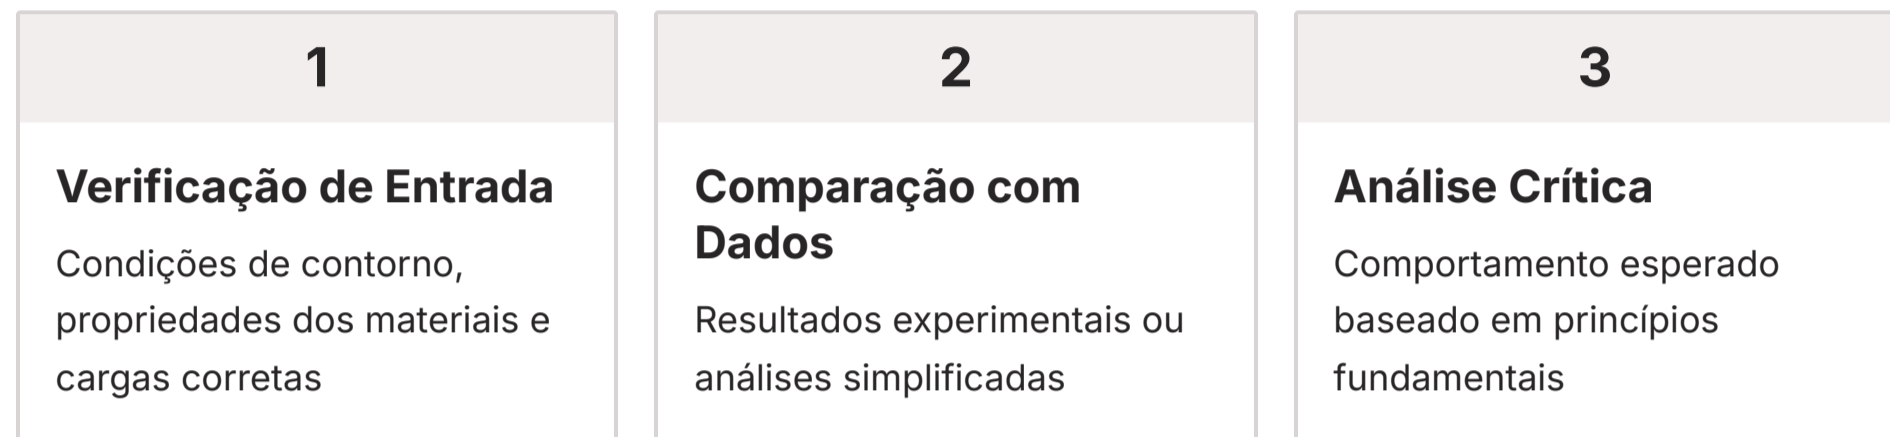 1
Verificação de Entrada
Condições de contorno,
propriedades dos materiais e
cargas corretas
2
Comparação com
Dados
Resultados experimentais ou
análises simplificadas
3
Análise Crítica
Comportamento esperado
baseado em princípios
fundamentais